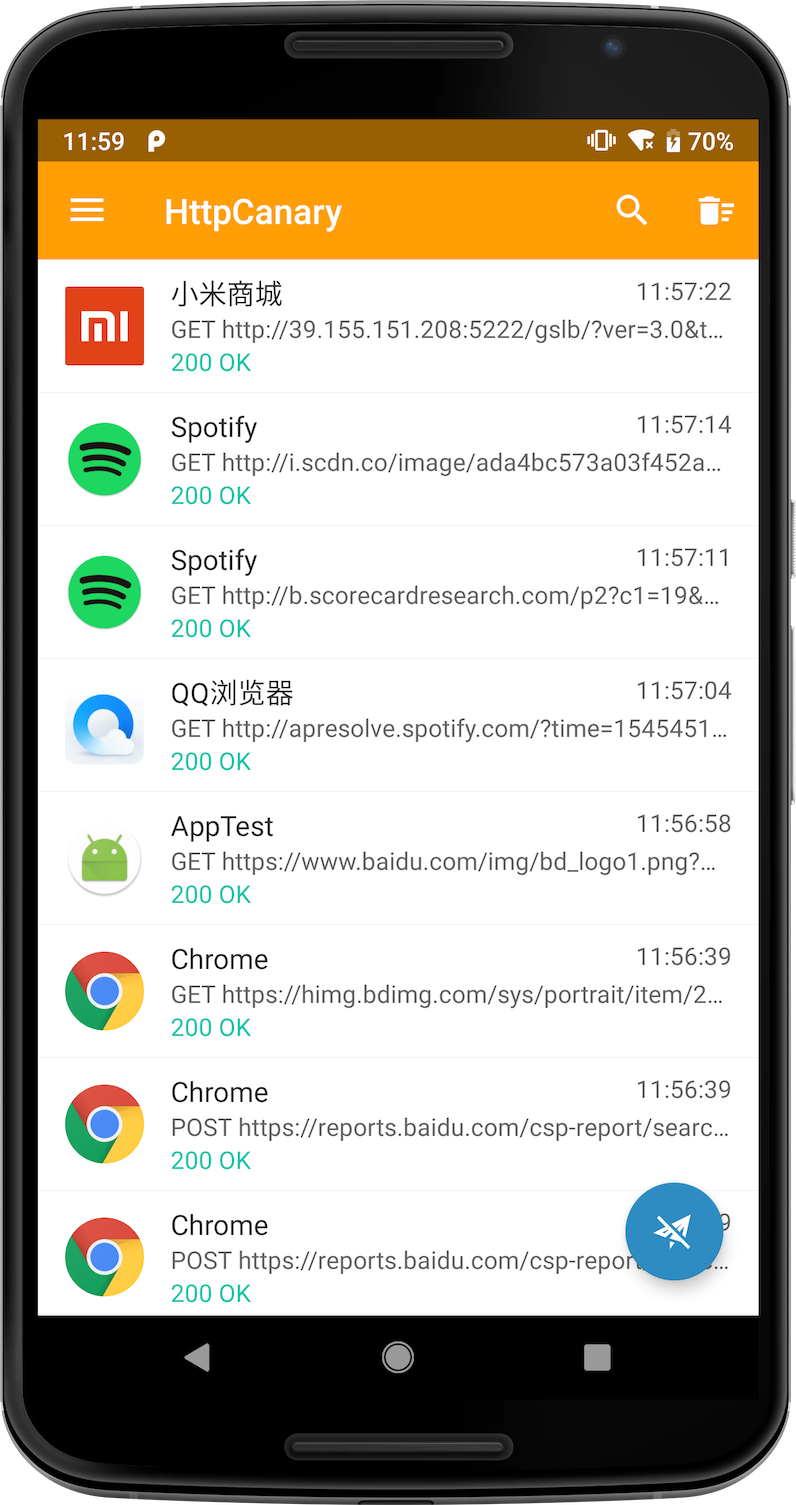 11:59
70%
HttpCanary
小米商城
11:57:22
GET http://39.155.151.208:5222/gslb/?ver=3.0&t...
200 OK
Spotify
11:57:14
GET http://i.scdn.co/image/ada4bc573a03f452a...
200 OK
Spotify
11:57:11
GET http://b.scorecardresearch.com/p2?c1=19&...
200 OK
QQ浏览器
11:57:04
GET http://apresolve.spotify.com/?time=1545451...
200 OK
AppTest
11:56:58
GET https://www.baidu.com/img/bd_logo1.png?...
200 OK
Chrome
11:56:39
GET https://himg.bdimg.com/sys/portrait/item/2...
200 OK
Chrome
11:56:39
POST https://reports.baidu.com/csp-report/searc...
200 OK
Chrome
POST https://reports.baidu.com/csp-report
200 OK